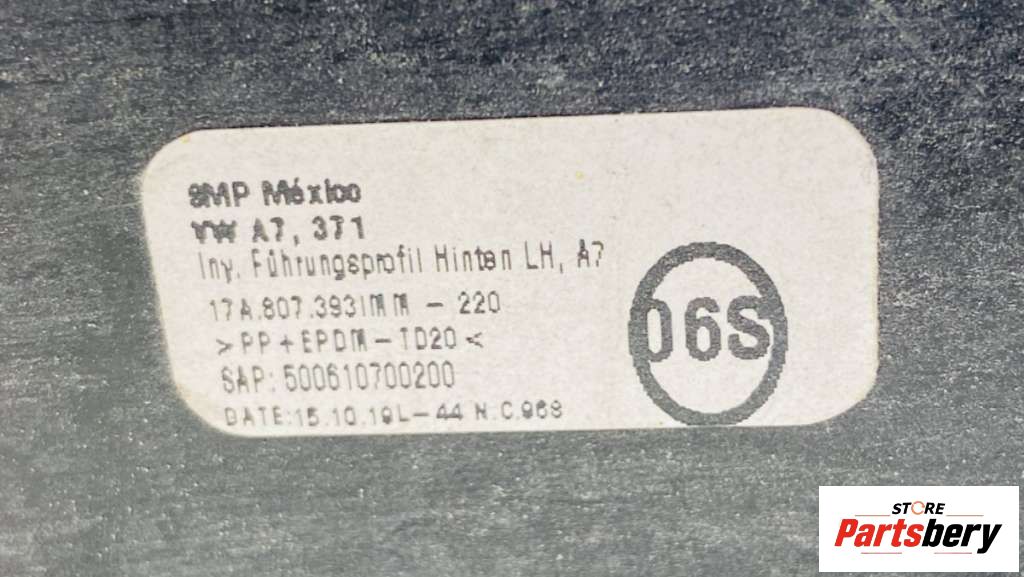 SMP México
VW A7, 371
Iny. Führungsprofil Hinten LH, A7
17A.807.393IMM - 220
>PP+EPDM-TD20<
SAP: 500610700200
DATE:15.10.19L-44 N.C.968
06S
STORE
Partsbery